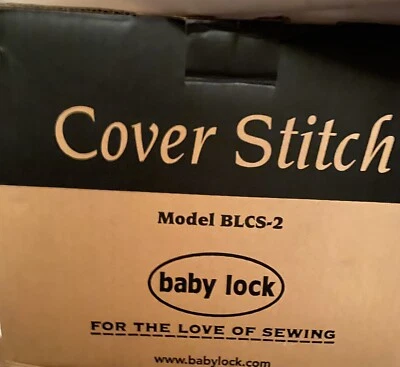 Cover Stitch
Model BLCS-2
baby lock
FOR THE LOVE OF SEWING
www.babylock.com